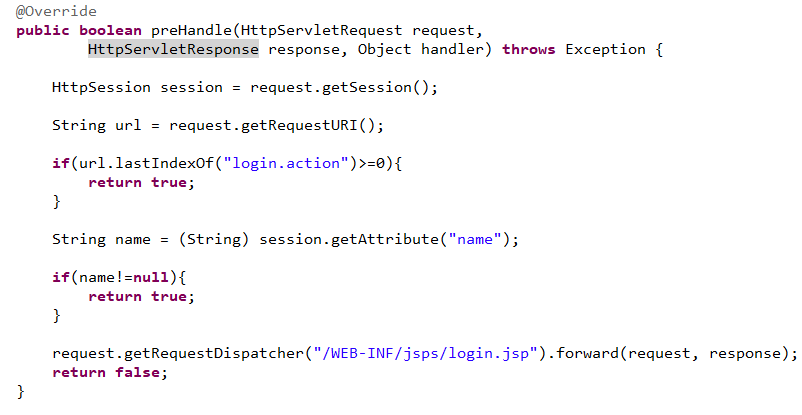 @Override
public boolean preHandle(HttpServletRequest request,
        HttpServletResponse response, Object handler) throws Exception {
    HttpSession session = request.getSession();
    String url = request.getRequestURI();
    if(url.lastIndexOf("login.action")>=0){
        return true;
    }
    String name = (String) session.getAttribute("name");
    if(name!=null){
        return true;
    }
    request.getRequestDispatcher("/WEB-INF/jsps/login.jsp").forward(request, response);
    return false;
}